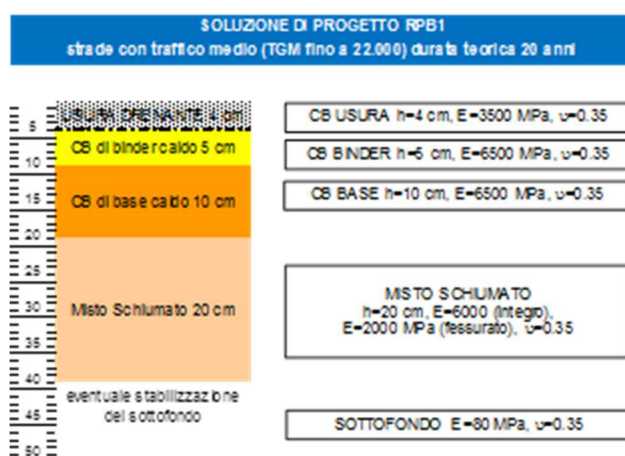 SOLUZIONE DI PROGETTO RPB1
strade con traffico medio (TGM fino a 22.000) durata teorica 20 anni
USURA DRENANTE 4 cm
CB USURA h=4 cm, E=3500 MPa, υ=0.35
5
CB di binder caldo 5 cm
CB BINDER h=5 cm, E=6500 MPa, υ=0.35
10
15
CB di base caldo 10 cm
CB BASE h=10 cm, E=6500 MPa, υ=0.35
20
25
30
Misto Schiumato 20 cm
MISTO SCHIUMATO
h=20 cm, E=6000 (integro),
E=2000 MPa (fessurato), υ=0.35
35
40
eventuale stabilizzazione
del sottofondo
45
SOTTOFONDO E=80 MPa, υ=0.35
50